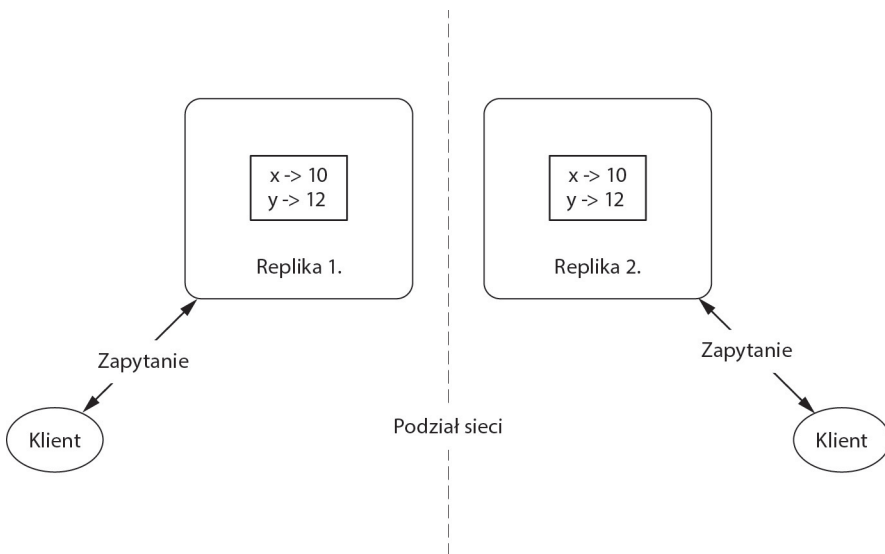 x -> 10
y -> 12
Replika 1.
x -> 10
y -> 12
Replika 2.
Zapytanie
Zapytanie
Podział sieci
Klient
Klient